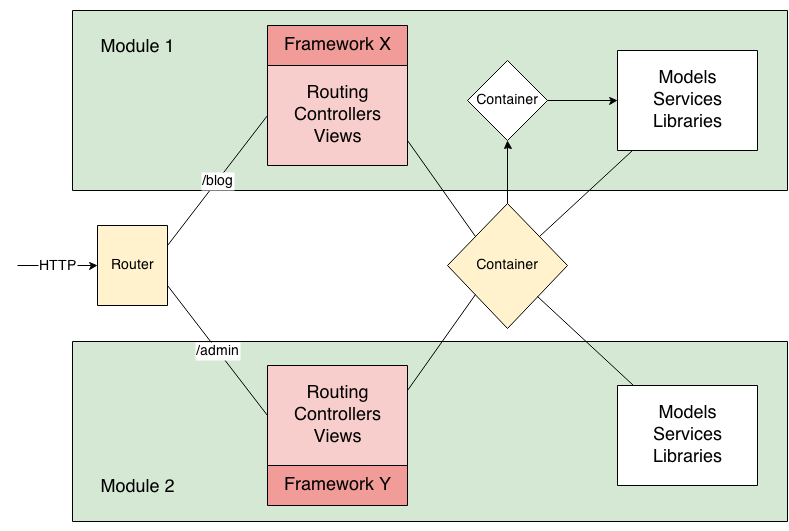 Module 1
Framework X
Routing
Controllers
Views
Container
Models
Services
Libraries
/blog
HTTP
Router
Container
/admin
Routing
Controllers
Views
Framework Y
Models
Services
Libraries
Module 2